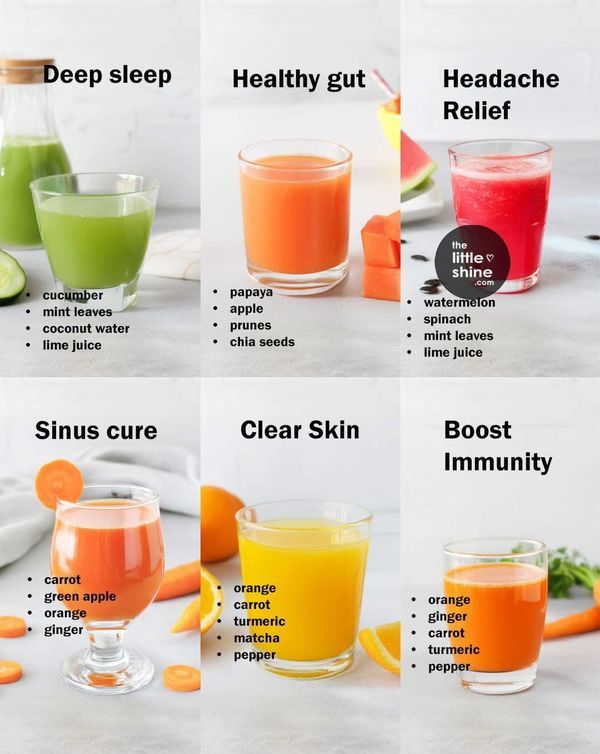 Deep sleep
• cucumber
• mint leaves
• coconut water
• lime juice
Healthy gut
• papaya
• apple
• prunes
• chia seeds
Headache
Relief
the
little ♡
shine
.com
• watermelon
• spinach
• mint leaves
• lime juice
Sinus cure
• carrot
• green apple
• orange
• ginger
Clear Skin
• orange
• carrot
• turmeric
• matcha
• pepper
Boost
Immunity
• orange
• ginger
• carrot
• turmeric
• pepper